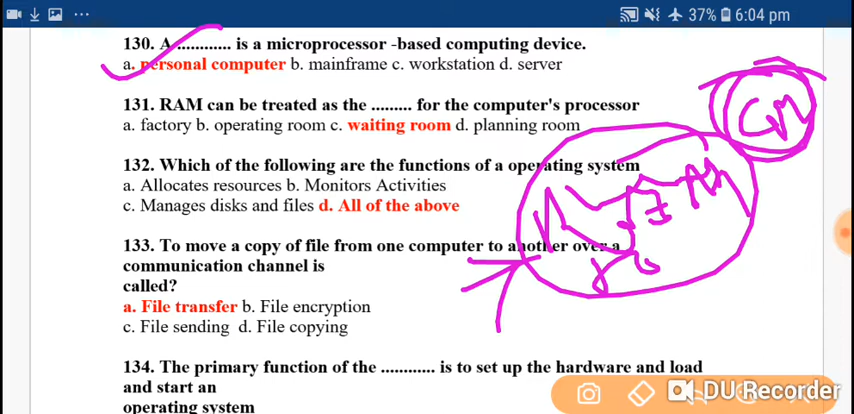 37% 6:04 pm
130. A ............ is a microprocessor -based computing device.
a. personal computer b. mainframe c. workstation d. server
131. RAM can be treated as the ......... for the computer's processor
a. factory b. operating room c. waiting room d. planning room
132. Which of the following are the functions of a operating system
a. Allocates resources b. Monitors Activities
c. Manages disks and files d. All of the above
133. To move a copy of file from one computer to another over a
communication channel is
called?
a. File transfer b. File encryption
c. File sending d. File copying
134. The primary function of the ............ is to set up the hardware and load
and start an
operating system
DU Recorder